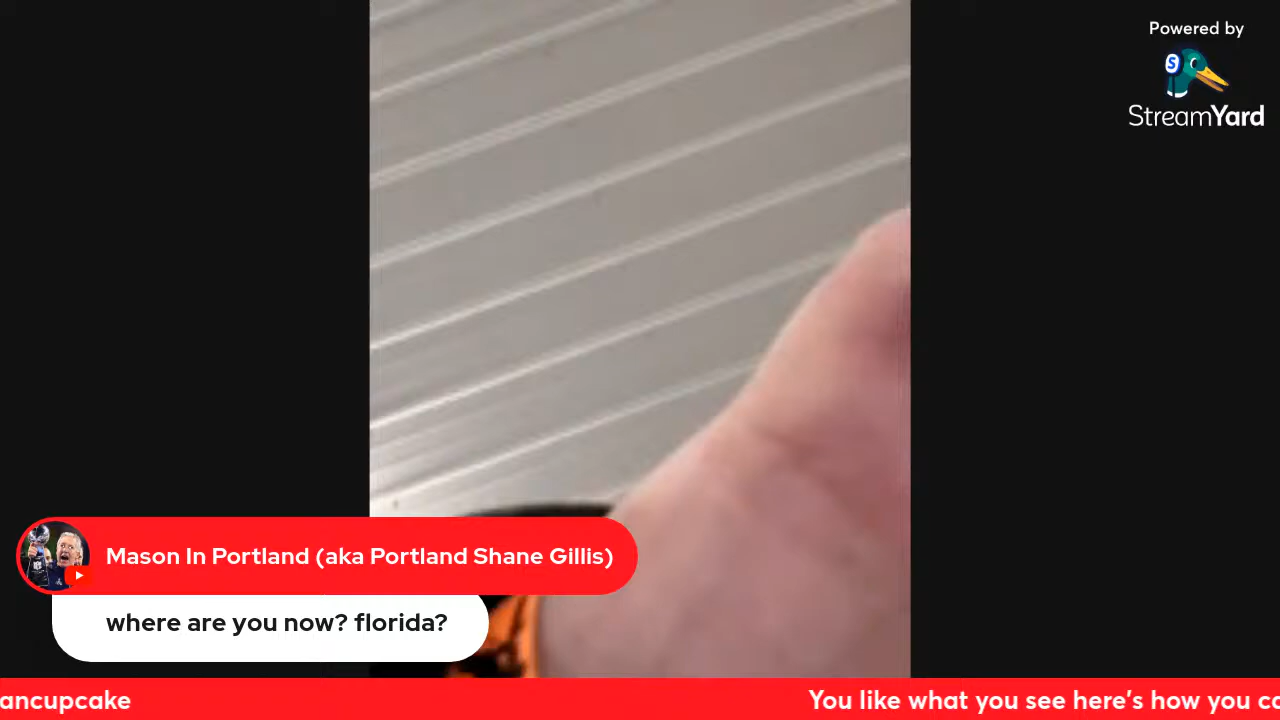 Powered by
StreamYard
Mason In Portland (aka Portland Shane Gillis)
where are you now? florida?
ancupcake
You like what you see here's how you